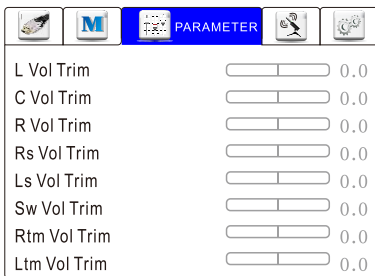 M PARAMETER
L Vol Trim 0.0
C Vol Trim 0.0
R Vol Trim 0.0
Rs Vol Trim 0.0
Ls Vol Trim 0.0
Sw Vol Trim 0.0
Rtm Vol Trim 0.0
Ltm Vol Trim 0.0